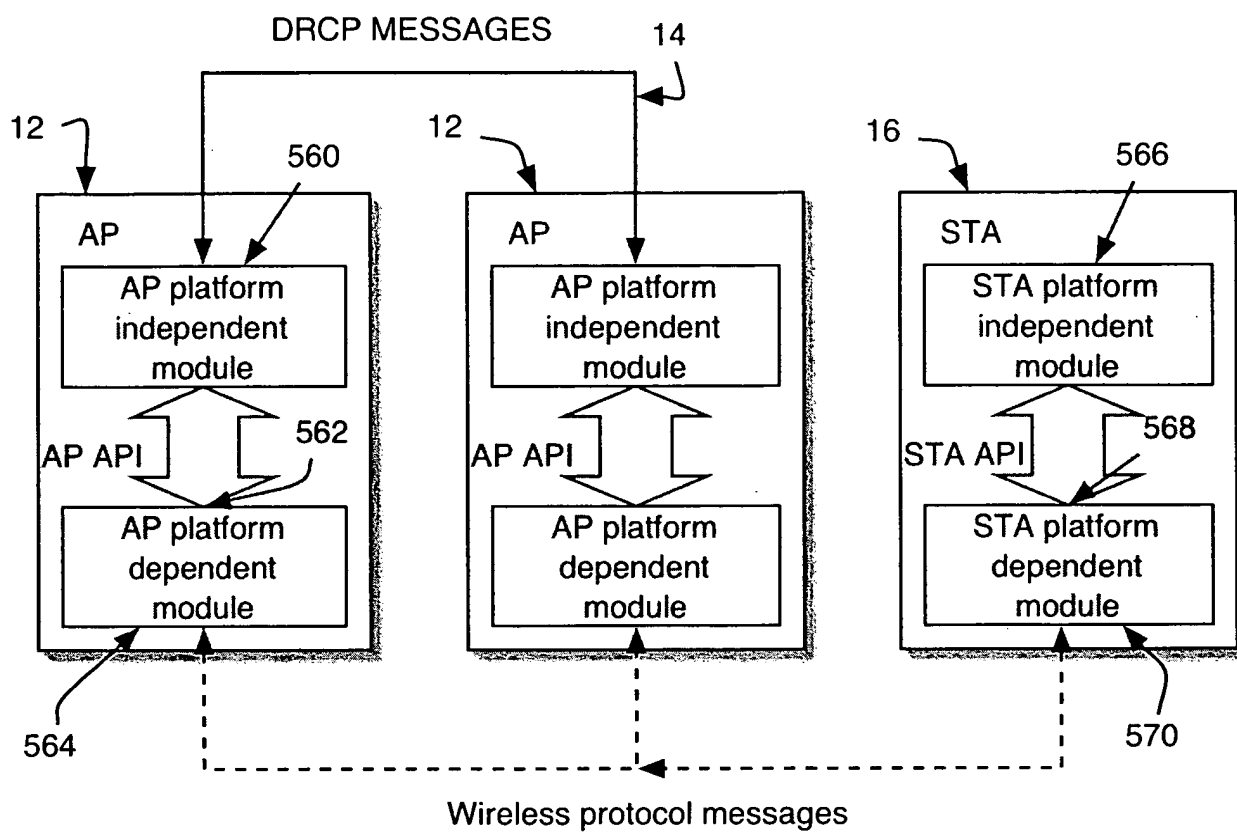 DRCP MESSAGES
14
12
12
16
560
566
AP
AP
STA
AP platform
independent
module
AP platform
independent
module
STA platform
independent
module
AP API
562
AP API
STA API
568
AP platform
dependent
module
AP platform
dependent
module
STA platform
dependent
module
564
570
Wireless protocol messages